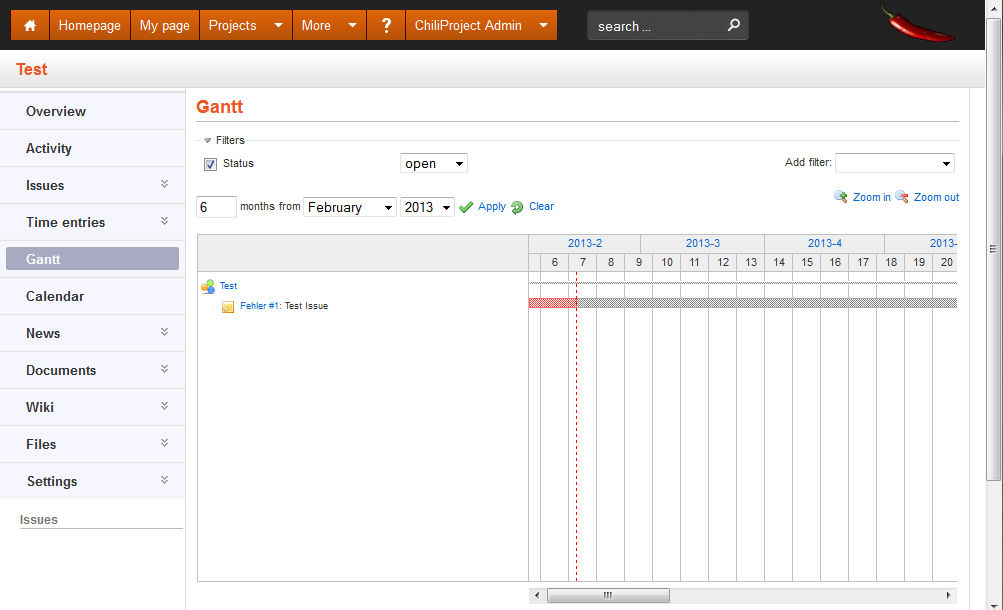 Homepage My page Projects More ? ChiliProject Admin search ...
Test
Overview
Activity
Issues
Time entries
Gantt
Calendar
News
Documents
Wiki
Files
Settings
Issues
Gantt
Filters
Status open Add filter:
Zoom in Zoom out
6 months from February 2013 Apply Clear
2013-2 2013-3 2013-4 2013-
6 7 8 9 10 11 12 13 14 15 16 17 18 19 20
Test
Fehler #1: Test Issue